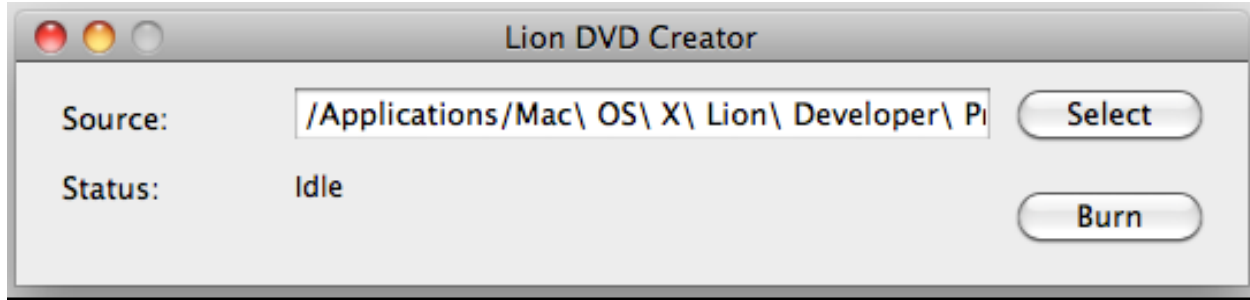 Lion DVD Creator
Source: /Applications/Mac\ OS\ X\ Lion\ Developer\ Select
Status: Idle
Burn